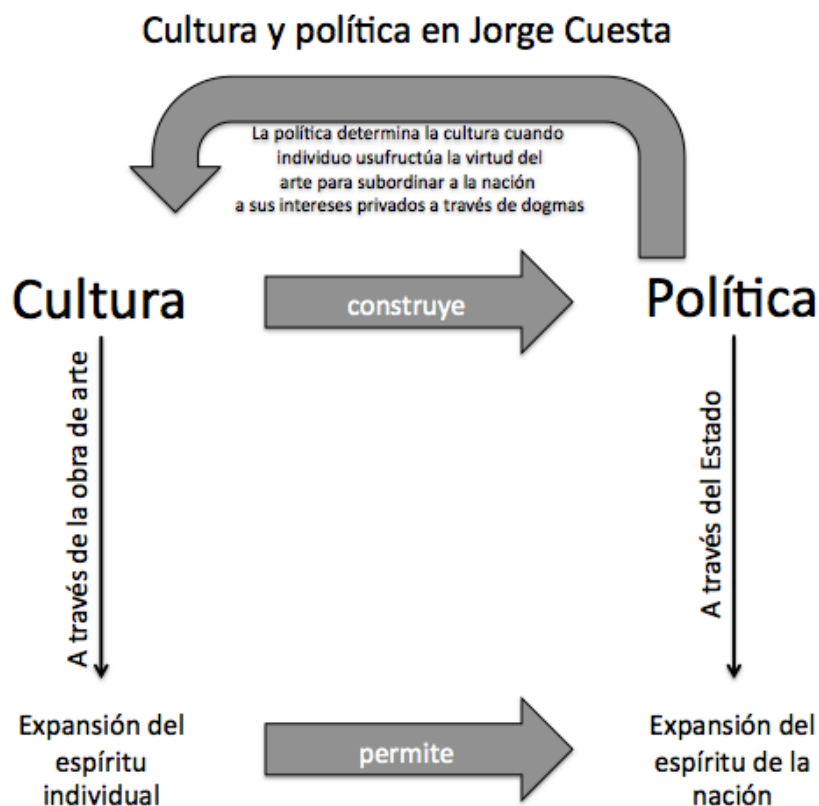 Cultura y política en Jorge Cuesta
La política determina la cultura cuando
individuo usufructúa la virtud del
arte para subordinar a la nación
a sus intereses privados a través de dogmas
Cultura
construye
Política
A través de la obra de arte
A través del Estado
Expansión del
espíritu
individual
permite
Expansión del
espíritu de la
nación